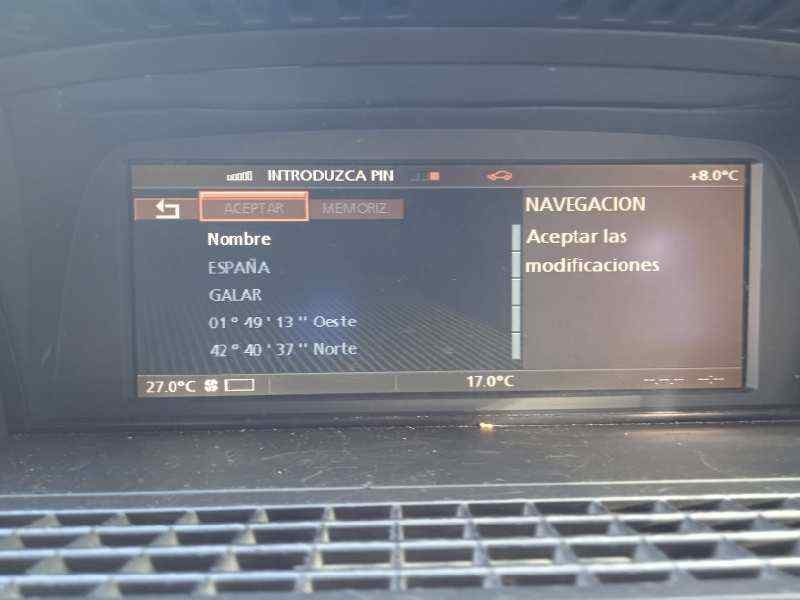 INTRODUZCA PIN +8.0°C
ACEPTAR MEMORIZ.
NAVEGACION
Aceptar las
modificaciones
Nombre
ESPAÑA
GALAR
01° 49' 13" Oeste
42° 40' 37" Norte
27.0°C 17.0°C --.--.-- --:--